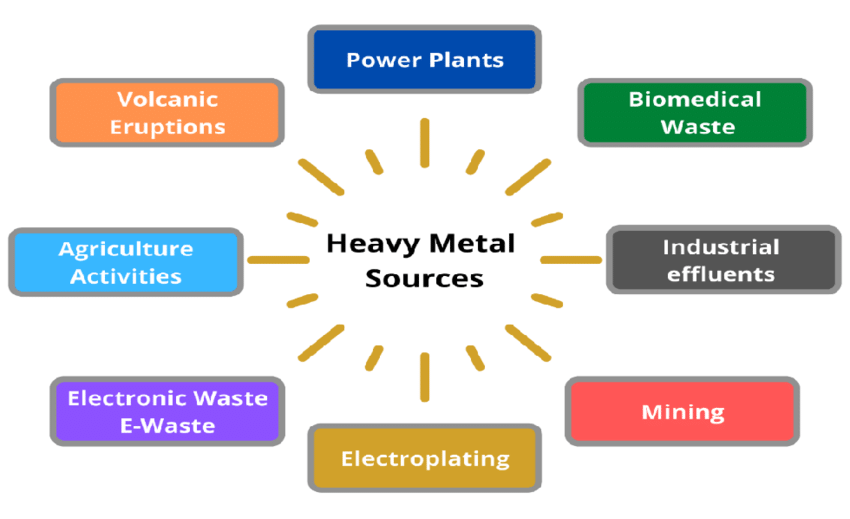 Power Plants
Volcanic
Eruptions
Biomedical
Waste
Heavy Metal
Sources
Agriculture
Activities
Industrial
effluents
Electronic Waste
E-Waste
Mining
Electroplating